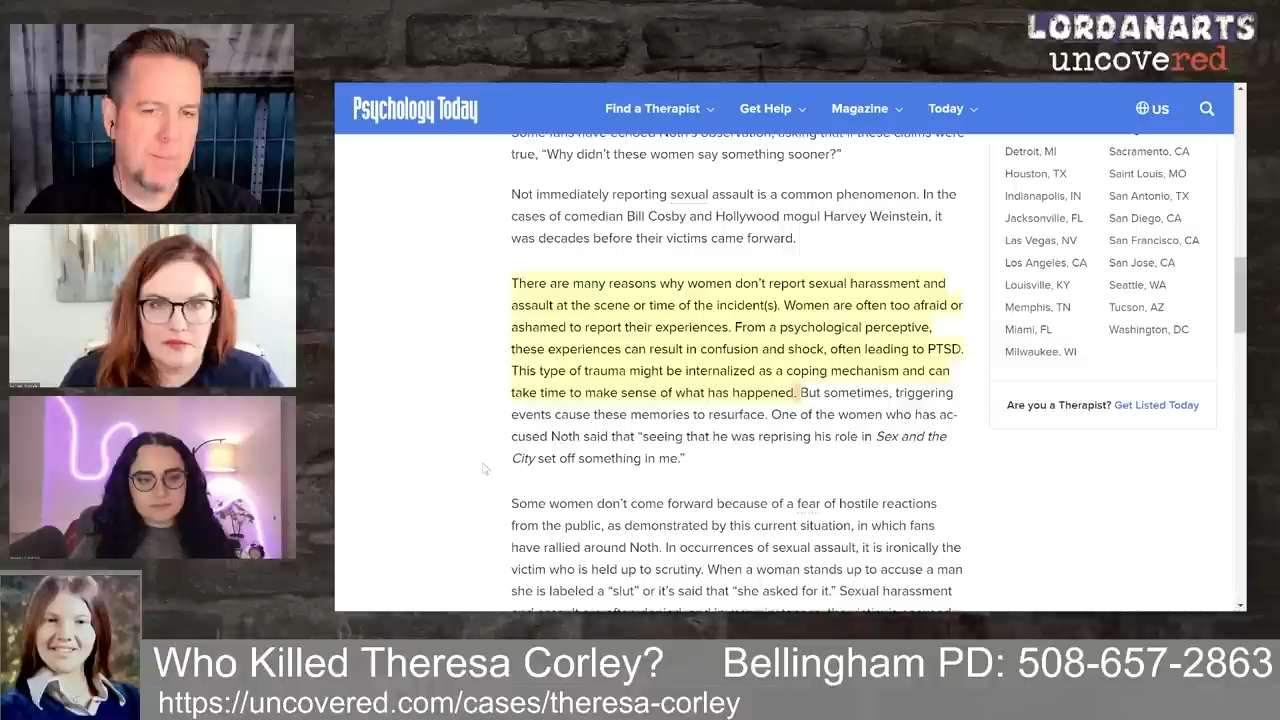 LORDANARTS
uncovered
Psychology Today
Find a Therapist
Get Help
Magazine
Today
US
Some fans have echoed Noth's observation, asking that if these claims were
true, “Why didn’t these women say something sooner?”
Not immediately reporting sexual assault is a common phenomenon. In the
cases of comedian Bill Cosby and Hollywood mogul Harvey Weinstein, it
was decades before their victims came forward.
There are many reasons why women don’t report sexual harassment and
assault at the scene or time of the incident(s). Women are often too afraid or
ashamed to report their experiences. From a psychological perceptive,
these experiences can result in confusion and shock, often leading to PTSD.
This type of trauma might be internalized as a coping mechanism and can
take time to make sense of what has happened. But sometimes, triggering
events cause these memories to resurface. One of the women who has ac-
cused Noth said that “seeing that he was reprising his role in Sex and the
City set off something in me.”
Some women don’t come forward because of a fear of hostile reactions
from the public, as demonstrated by this current situation, in which fans
have rallied around Noth. In occurrences of sexual assault, it is ironically the
victim who is held up to scrutiny. When a woman stands up to accuse a man
she is labeled a “slut” or it’s said that “she asked for it.” Sexual harassment
Detroit, MI
Houston, TX
Indianapolis, IN
Jacksonville, FL
Las Vegas, NV
Los Angeles, CA
Louisville, KY
Memphis, TN
Miami, FL
Milwaukee, WI
Sacramento, CA
Saint Louis, MO
San Antonio, TX
San Diego, CA
San Francisco, CA
San Jose, CA
Seattle, WA
Tucson, AZ
Washington, DC
Are you a Therapist? Get Listed Today
Who Killed Theresa Corley? Bellingham PD: 508-657-2863
https://uncovered.com/cases/theresa-corley